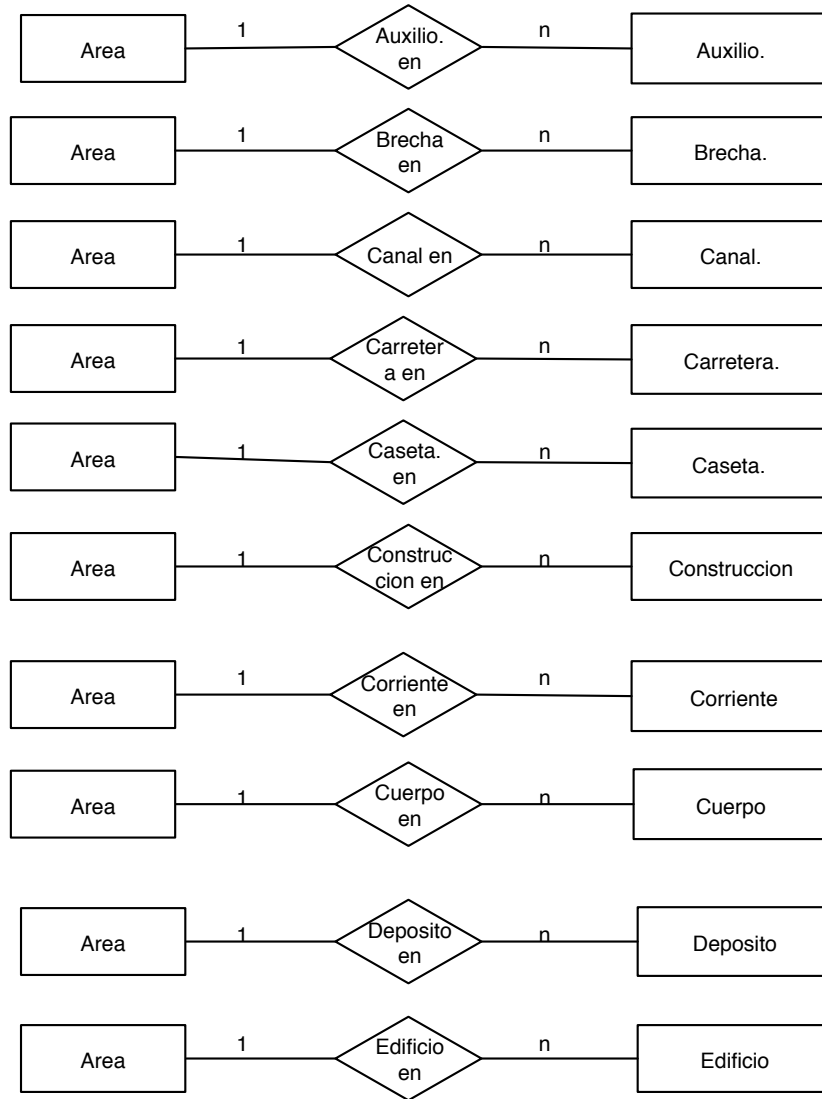 Area 1 Auxilio. en n Auxilio.
Area 1 Brecha en n Brecha.
Area 1 Canal en n Canal.
Area 1 Carreter a en n Carretera.
Area 1 Caseta. en n Caseta.
Area 1 Construc cion en n Construccion
Area 1 Corriente en n Corriente
Area 1 Cuerpo en n Cuerpo
Area 1 Deposito en n Deposito
Area 1 Edificio en n Edificio